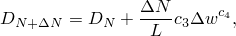 D_{N+\Delta N} = D_N + \frac{\Delta N}{L} c_3 \Delta w^{c_4},